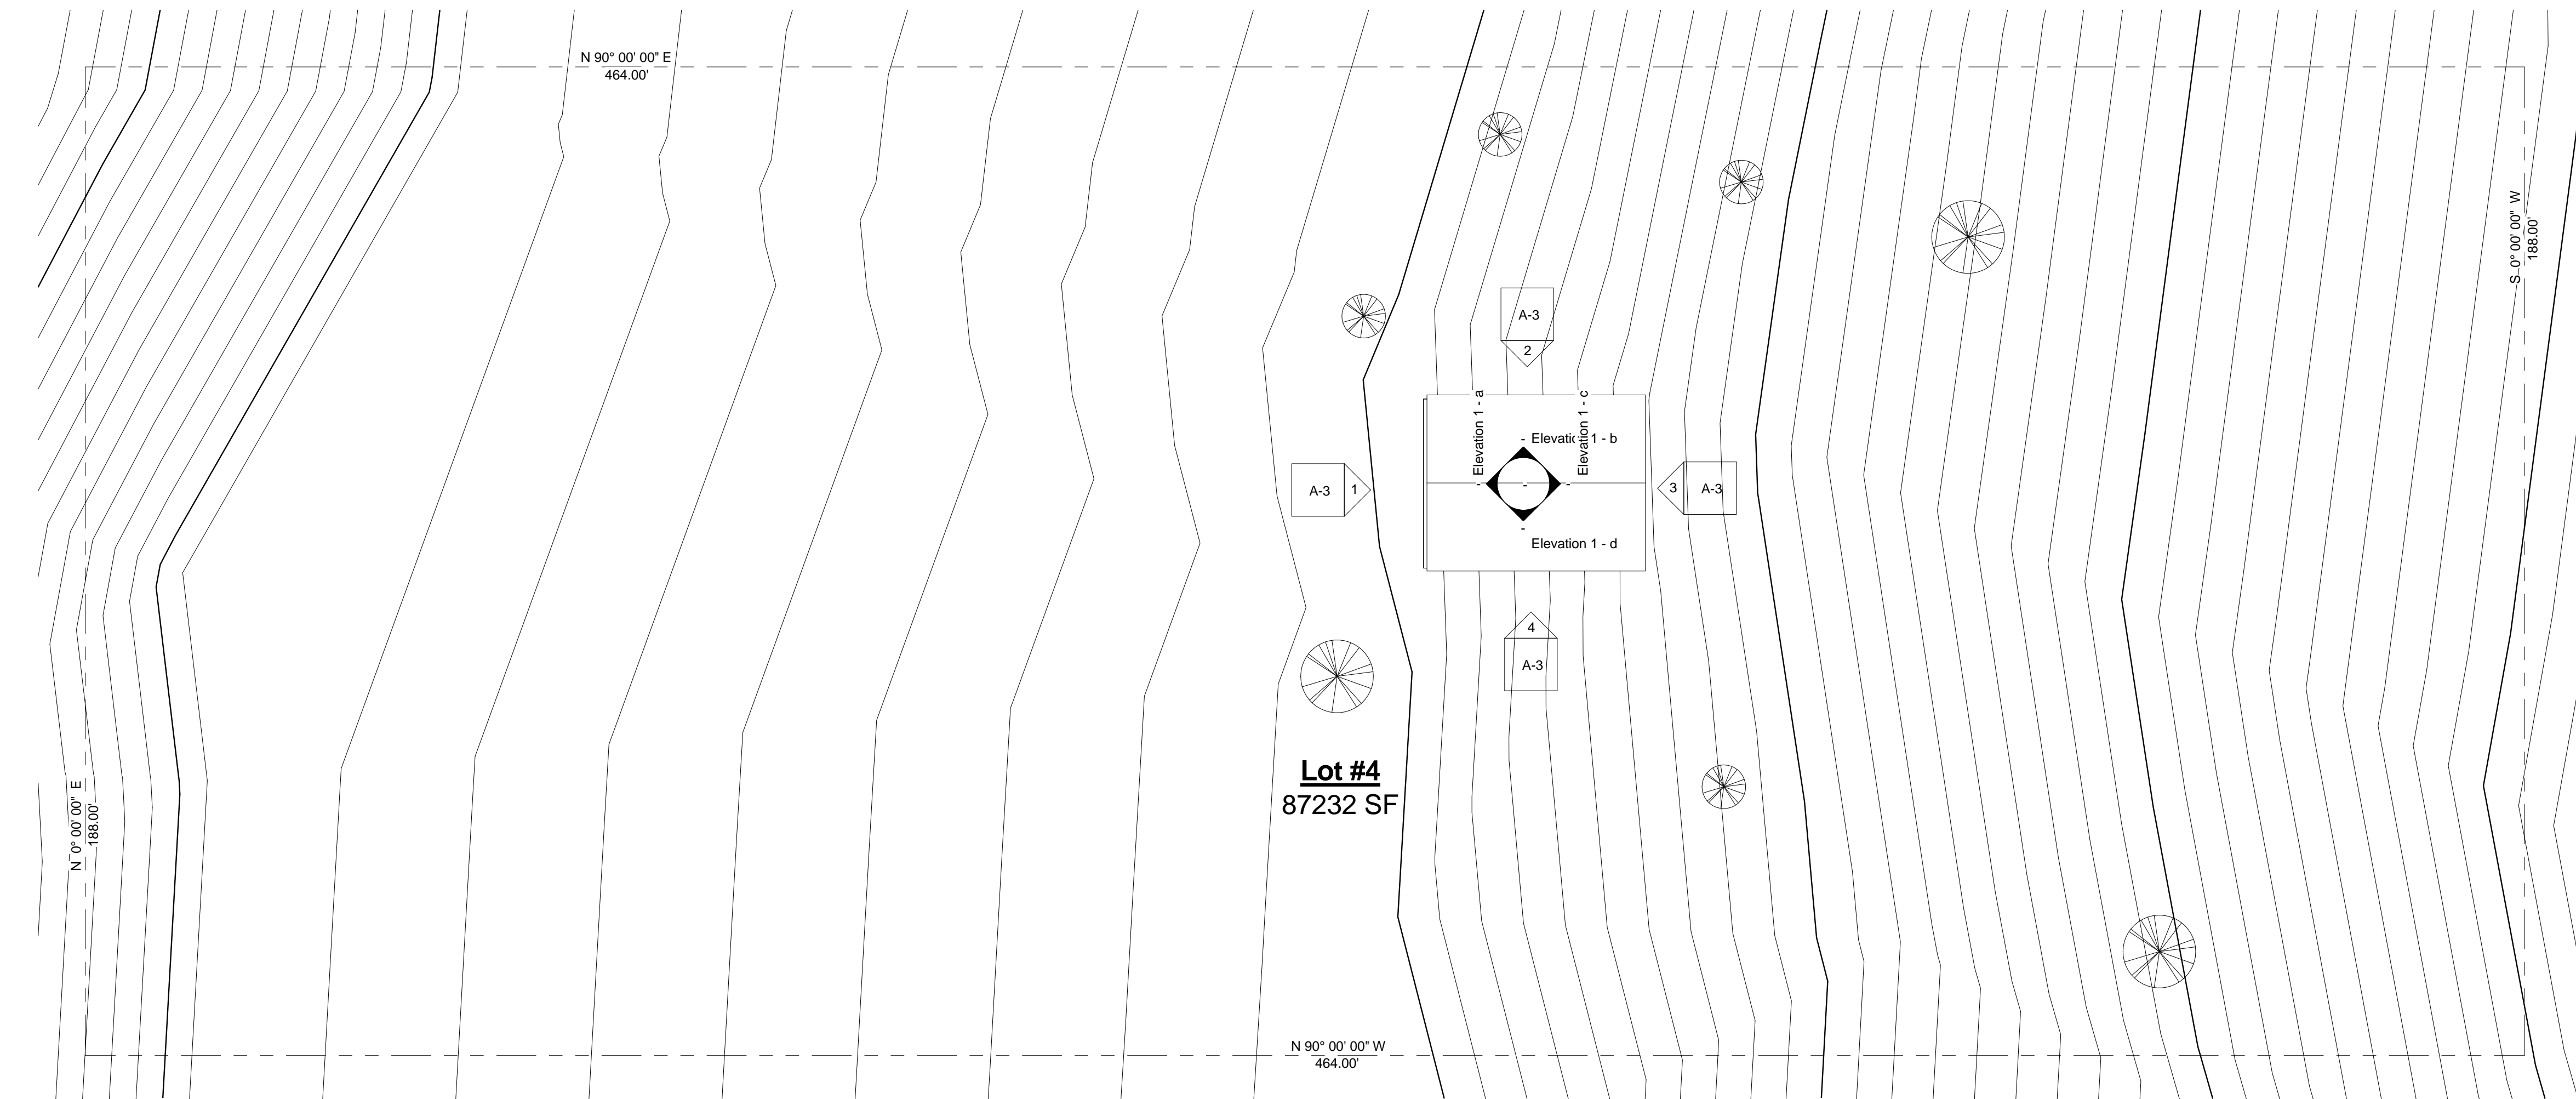 N 90° 00' 00" E
464.00'
S 0° 00' 00" W
188.00'
A-3
2
Elevation 1 - a
Elevation 1 - c
- Elevation 1 - b
A-3
1
-
-
-
3
A-3
-
Elevation 1 - d
4
A-3
Lot #4
87232 SF
N 0° 00' 00" E
188.00'
N 90° 00' 00" W
464.00'